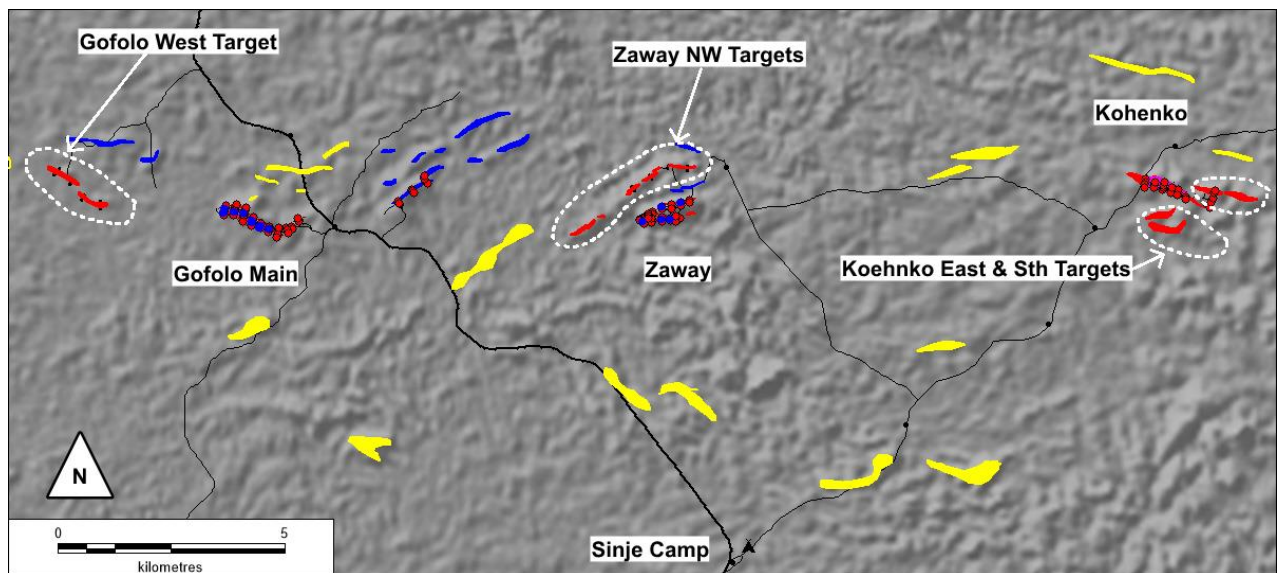 Gofolo West Target
Zaway NW Targets
Kohenko
Gofolo Main
Zaway
Koehnko East & Sth Targets
N
0 5
kilometres
Sinje Camp